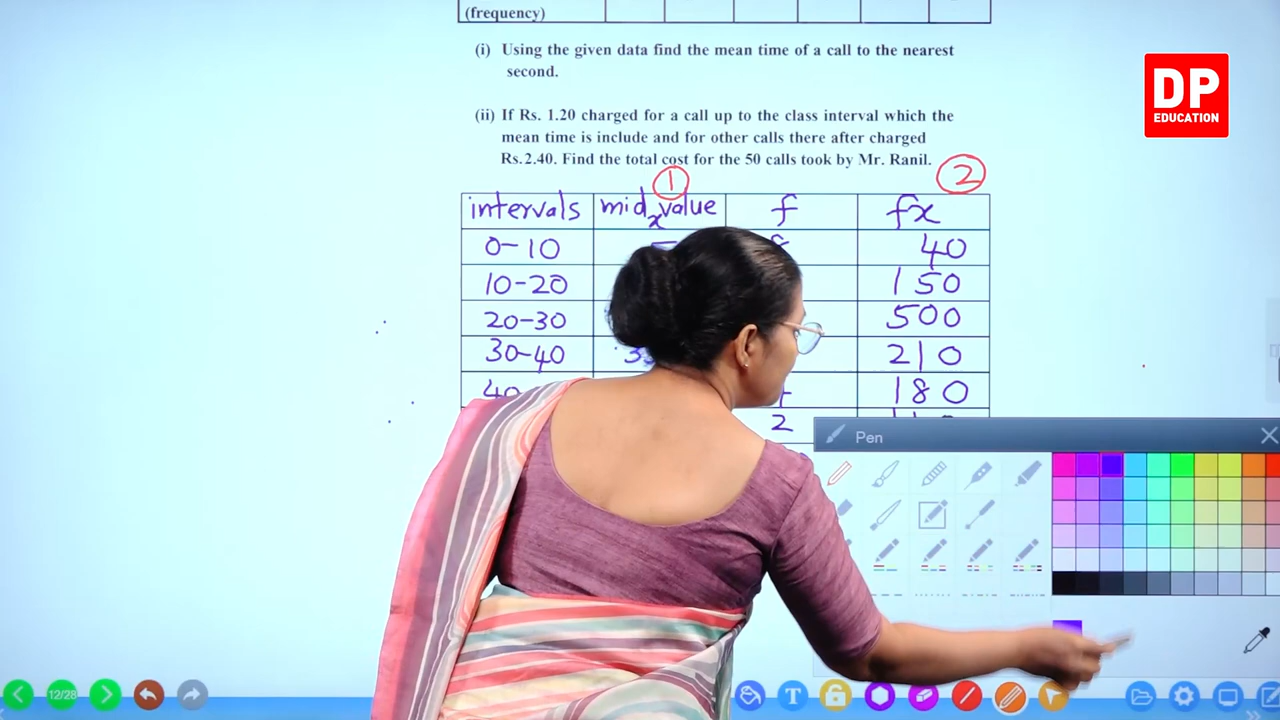 (frequency)
(i) Using the given data find the mean time of a call to the nearest
second.
(ii) If Rs. 1.20 charged for a call up to the class interval which the
mean time is include and for other calls there after charged
Rs.2.40. Find the total cost for the 50 calls took by Mr. Ranil.
DP
EDUCATION
1 2
intervals mid value f fx
x
0-10 40
10-20 150
20-30 500
30-40 210
180
2
Pen
12/28
T